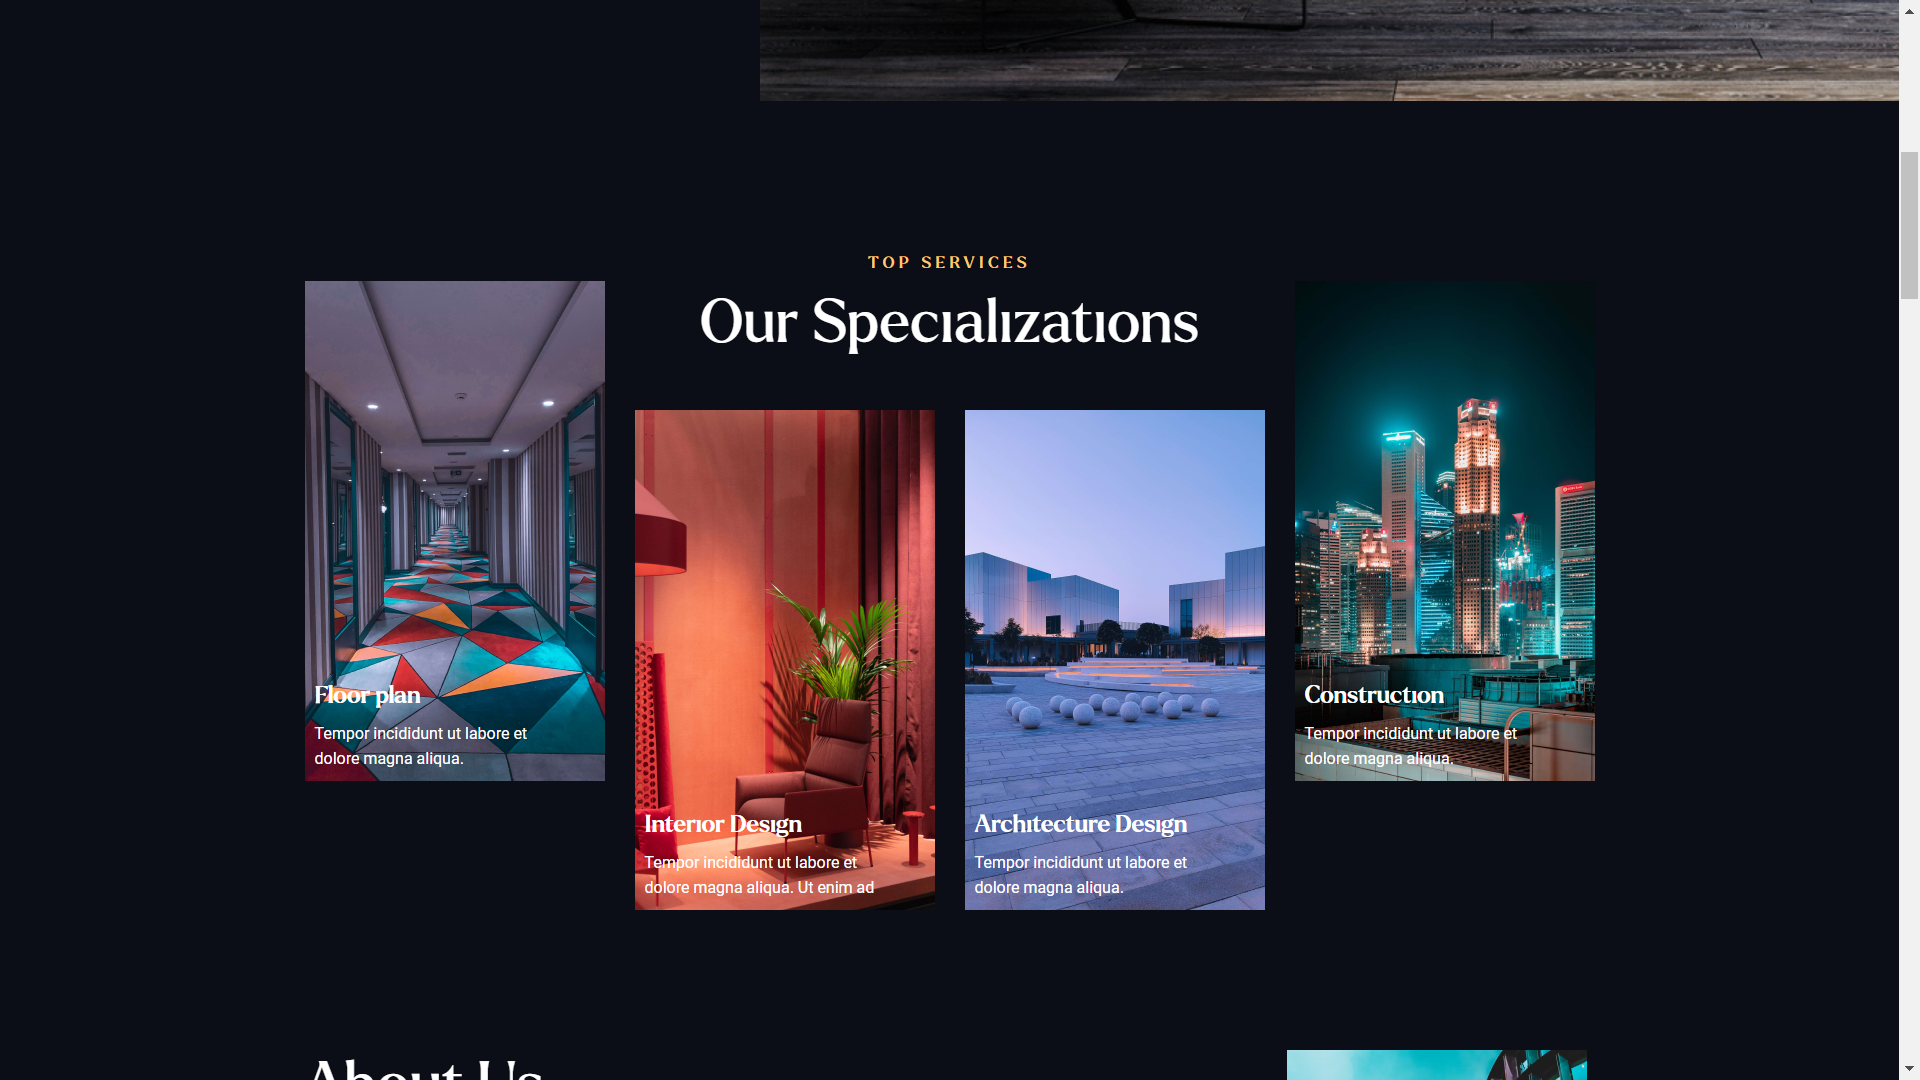 TOP SERVICES
Our Specializations
Floor plan
Tempor incididunt ut labore et
dolore magna aliqua.
Interior Design
Tempor incididunt ut labore et
dolore magna aliqua. Ut enim ad
Architecture Design
Tempor incididunt ut labore et
dolore magna aliqua.
Construction
Tempor incididunt ut labore et
dolore magna aliqua.
About Us